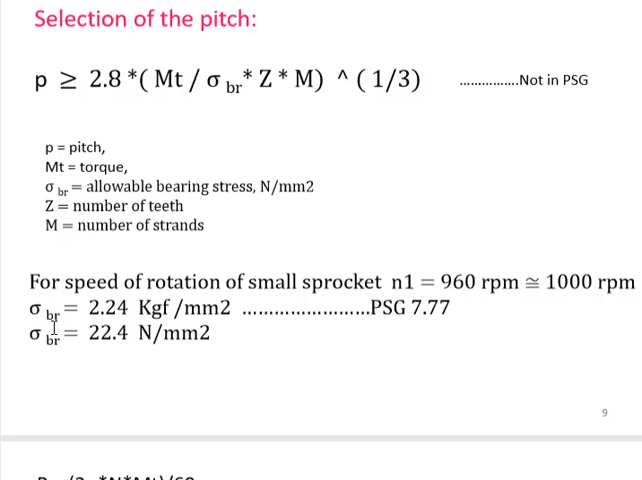 Selection of the pitch:
p ≥ 2.8 *( Mt / σ br* Z * M) ^ ( 1/3) ...............Not in PSG
p = pitch,
Mt = torque,
σ br = allowable bearing stress, N/mm2
Z = number of teeth
M = number of strands
For speed of rotation of small sprocket n1 = 960 rpm ≅ 1000 rpm
σ br = 2.24 Kgf /mm2 ........................PSG 7.77
σ br = 22.4 N/mm2
9